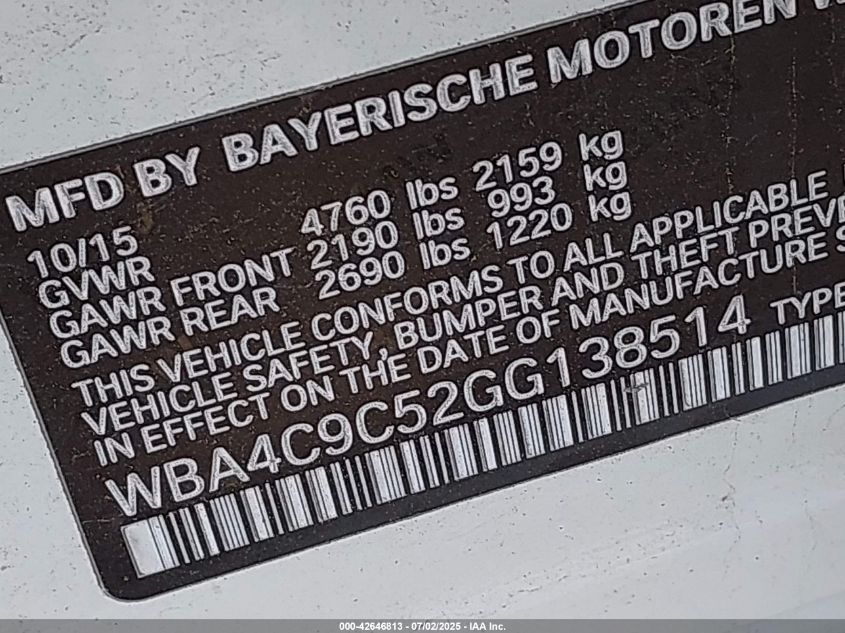 MFD BY BAYERISCHE MOTOREN
10/15
GVWR 4760 lbs 2159 kg
GAWR FRONT 2190 lbs 993 kg
GAWR REAR 2690 lbs 1220 kg
THIS VEHICLE CONFORMS TO ALL APPLICABLE
VEHICLE SAFETY, BUMPER AND THEFT PREVE
IN EFFECT ON THE DATE OF MANUFACTURE S
WBA4C9C52GG138514 TYPE
000-42646813 - 07/02/2025 - IAA Inc.